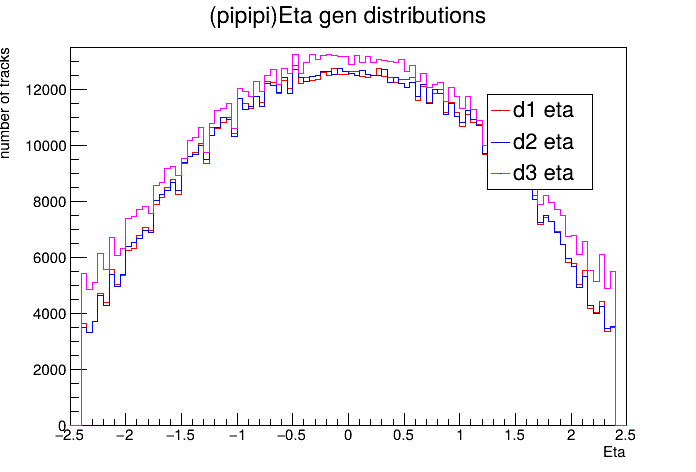 (pipipi)Eta gen distributions
number of tracks
12000
10000
8000
6000
4000
2000
0
d1 eta
d2 eta
d3 eta
−2.5 −2 −1.5 −1 −0.5 0 0.5 1 1.5 2 2.5
Eta